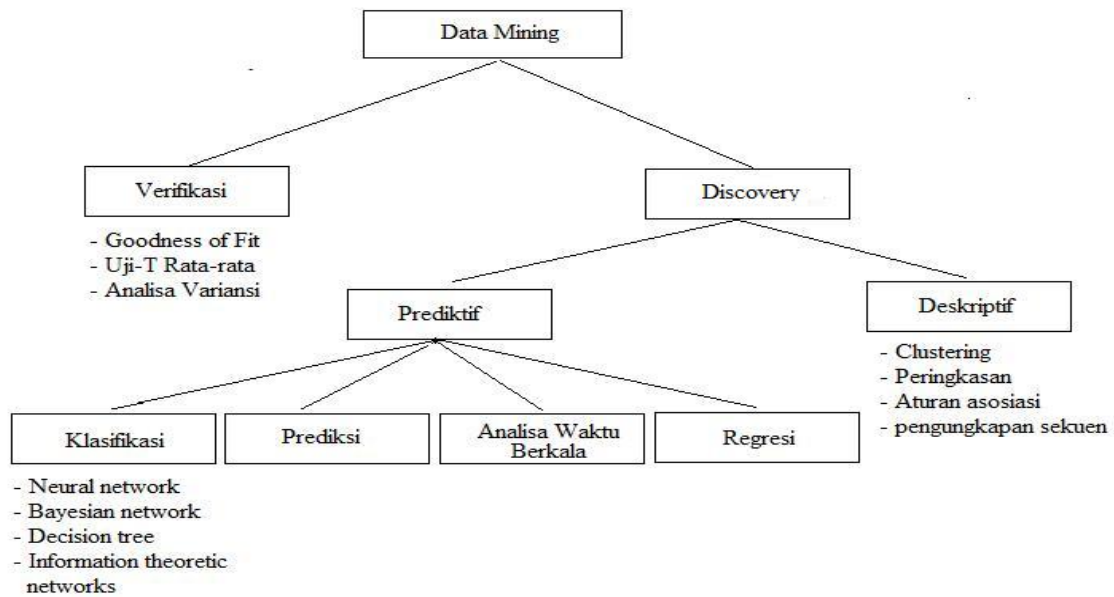 Data Mining
Verifikasi
Discovery
- Goodness of Fit
- Uji-T Rata-rata
- Analisa Variansi
Prediktif
Deskriptif
- Clustering
- Peringkasan
- Aturan asosiasi
- pengungkapan sekuen
Klasifikasi
Prediksi
Analisa Waktu
Berkala
Regresi
- Neural network
- Bayesian network
- Decision tree
- Information theoretic
networks